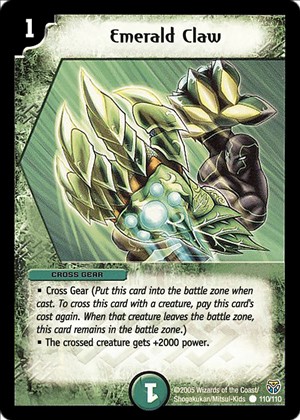 1
Emerald Claw
CROSS GEAR
▪ Cross Gear (Put this card into the battle zone when
cast. To cross this card with a creature, pay this card's
cost again. When that creature leaves the battle zone,
this card remains in the battle zone.)
▪ The crossed creature gets +2000 power.
1
©2005 Wizards of the Coast/
Shogakukan/Mitsui-Kids
110/110